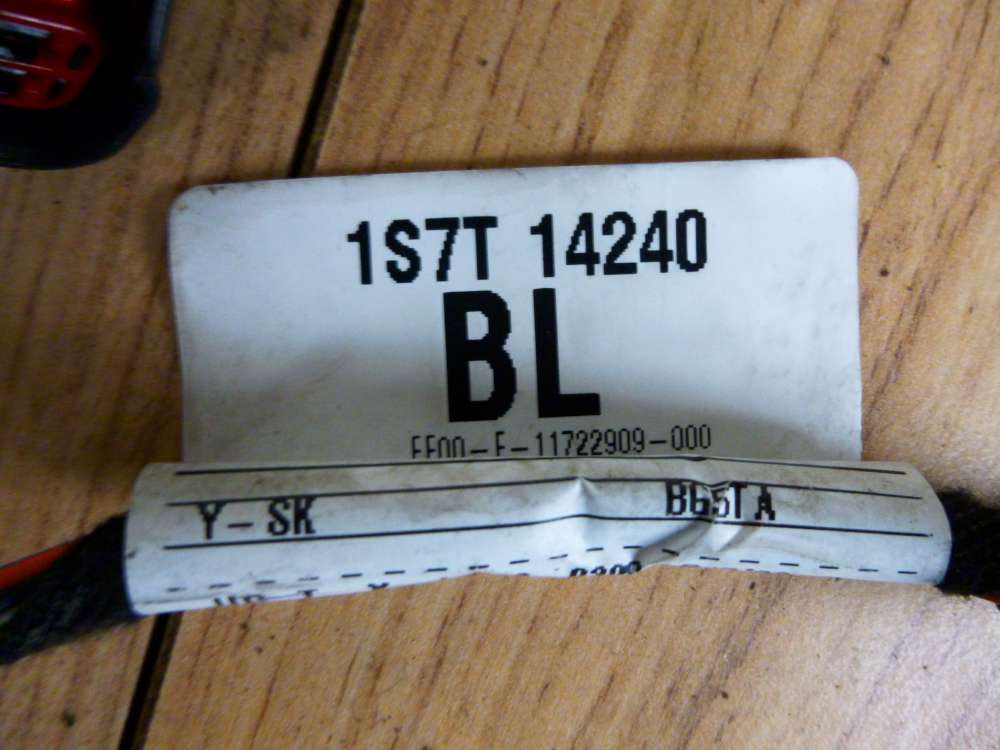 1S7T 14240
BL
EE00-E-11722909-000
Y-SK BG5TA